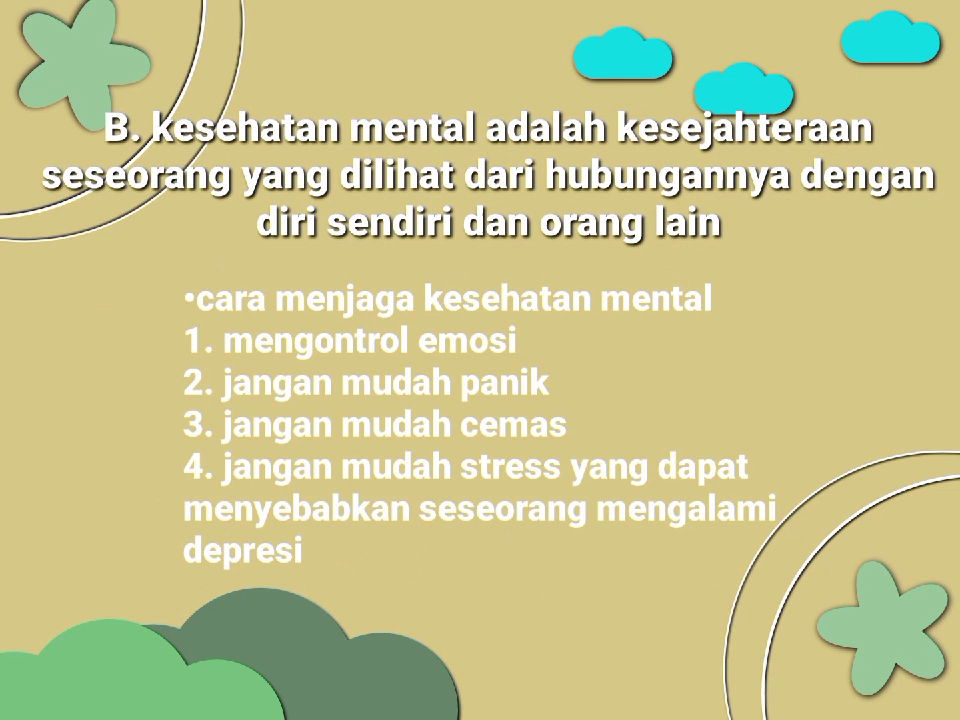 B. kesehatan mental adalah kesejahteraan
seseorang yang dilihat dari hubungannya dengan
diri sendiri dan orang lain
•cara menjaga kesehatan mental
1. mengontrol emosi
2. jangan mudah panik
3. jangan mudah cemas
4. jangan mudah stress yang dapat
menyebabkan seseorang mengalami
depresi